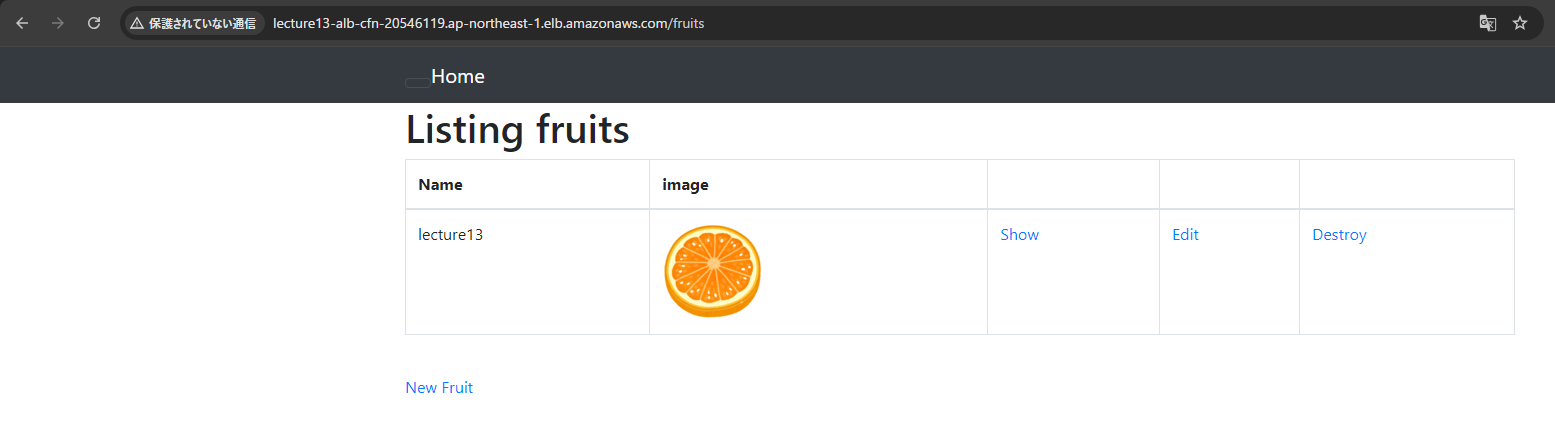 保護されていない通信 lecture13-alb-cfn-20546119.ap-northeast-1.elb.amazonaws.com/fruits
Home
Listing fruits
Name image
lecture13 Show Edit Destroy
New Fruit